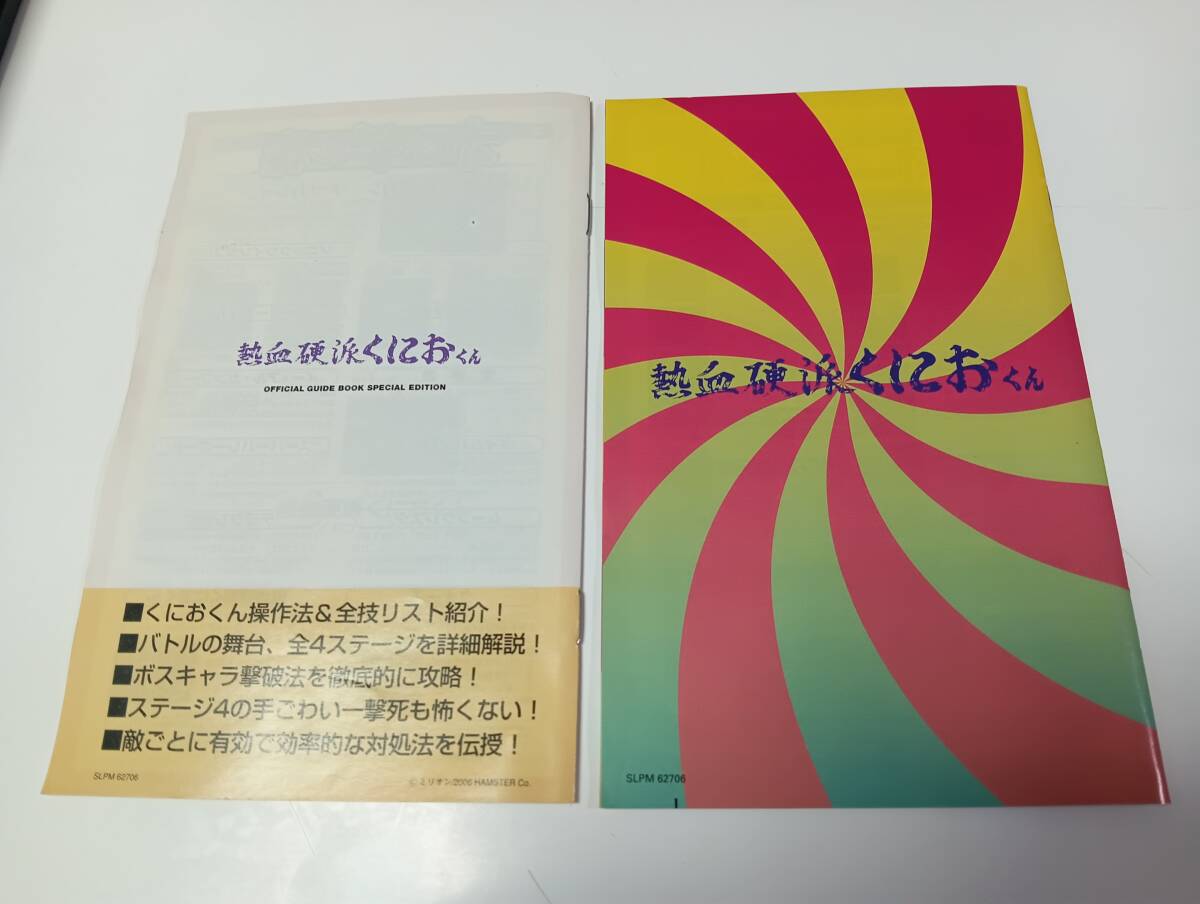 熱血硬派くにおくん
OFFICIAL GUIDE BOOK SPECIAL EDITION
■くにおくん操作法&全技リスト紹介!
■バトルの舞台、全4ステージを詳細解説!
■ボスキャラ撃破法を徹底的に攻略!
■ステージ4の手ごわい一撃死も怖くない!
■敵ごとに有効で効率的な対処法を伝授!
SLPM 62706
© ミリオン/2006 HAMSTER Co.
熱血硬派くにおくん
SLPM 62706